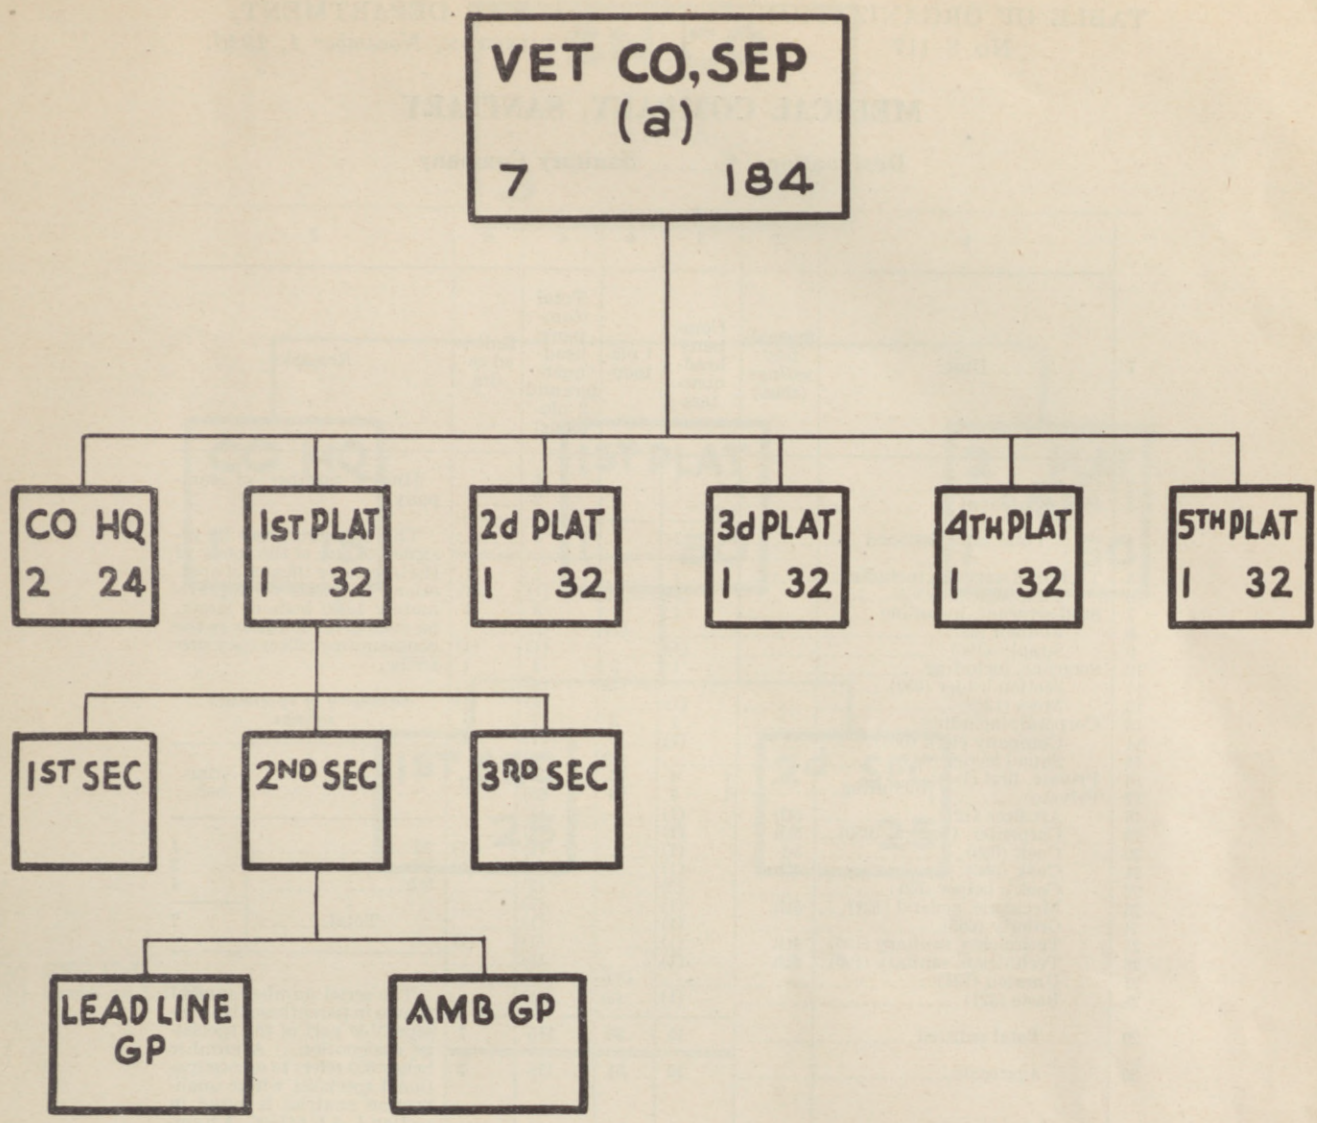 VET CO, SEP
(a)
7 184
CO HQ
2 24
1ST PLAT
1 32
2d PLAT
1 32
3d PLAT
1 32
4TH PLAT
1 32
5TH PLAT
1 32
1ST SEC
2ND SEC
3RD SEC
LEAD LINE
GP
AMB GP